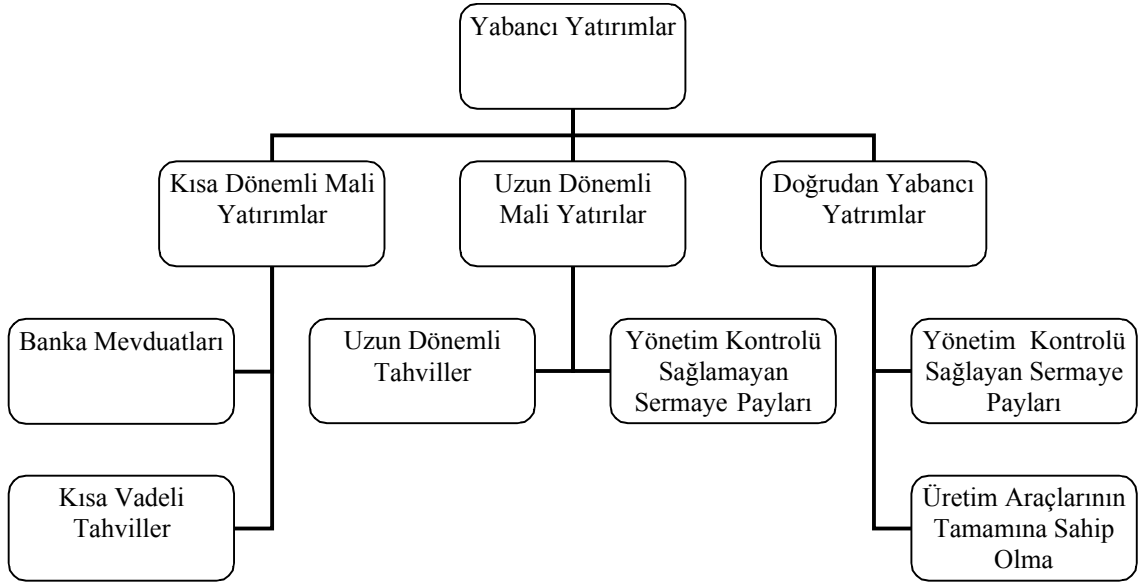 Yabancı Yatırımlar
Kısa Dönemli Mali
Yatırımlar
Uzun Dönemli
Mali Yatırılar
Doğrudan Yabancı
Yatrımlar
Banka Mevduatları
Uzun Dönemli
Tahviller
Yönetim Kontrolü
Sağlamayan
Sermaye Payları
Yönetim Kontrolü
Sağlayan Sermaye
Payları
Kısa Vadeli
Tahviller
Üretim Araçlarının
Tamamına Sahip
Olma